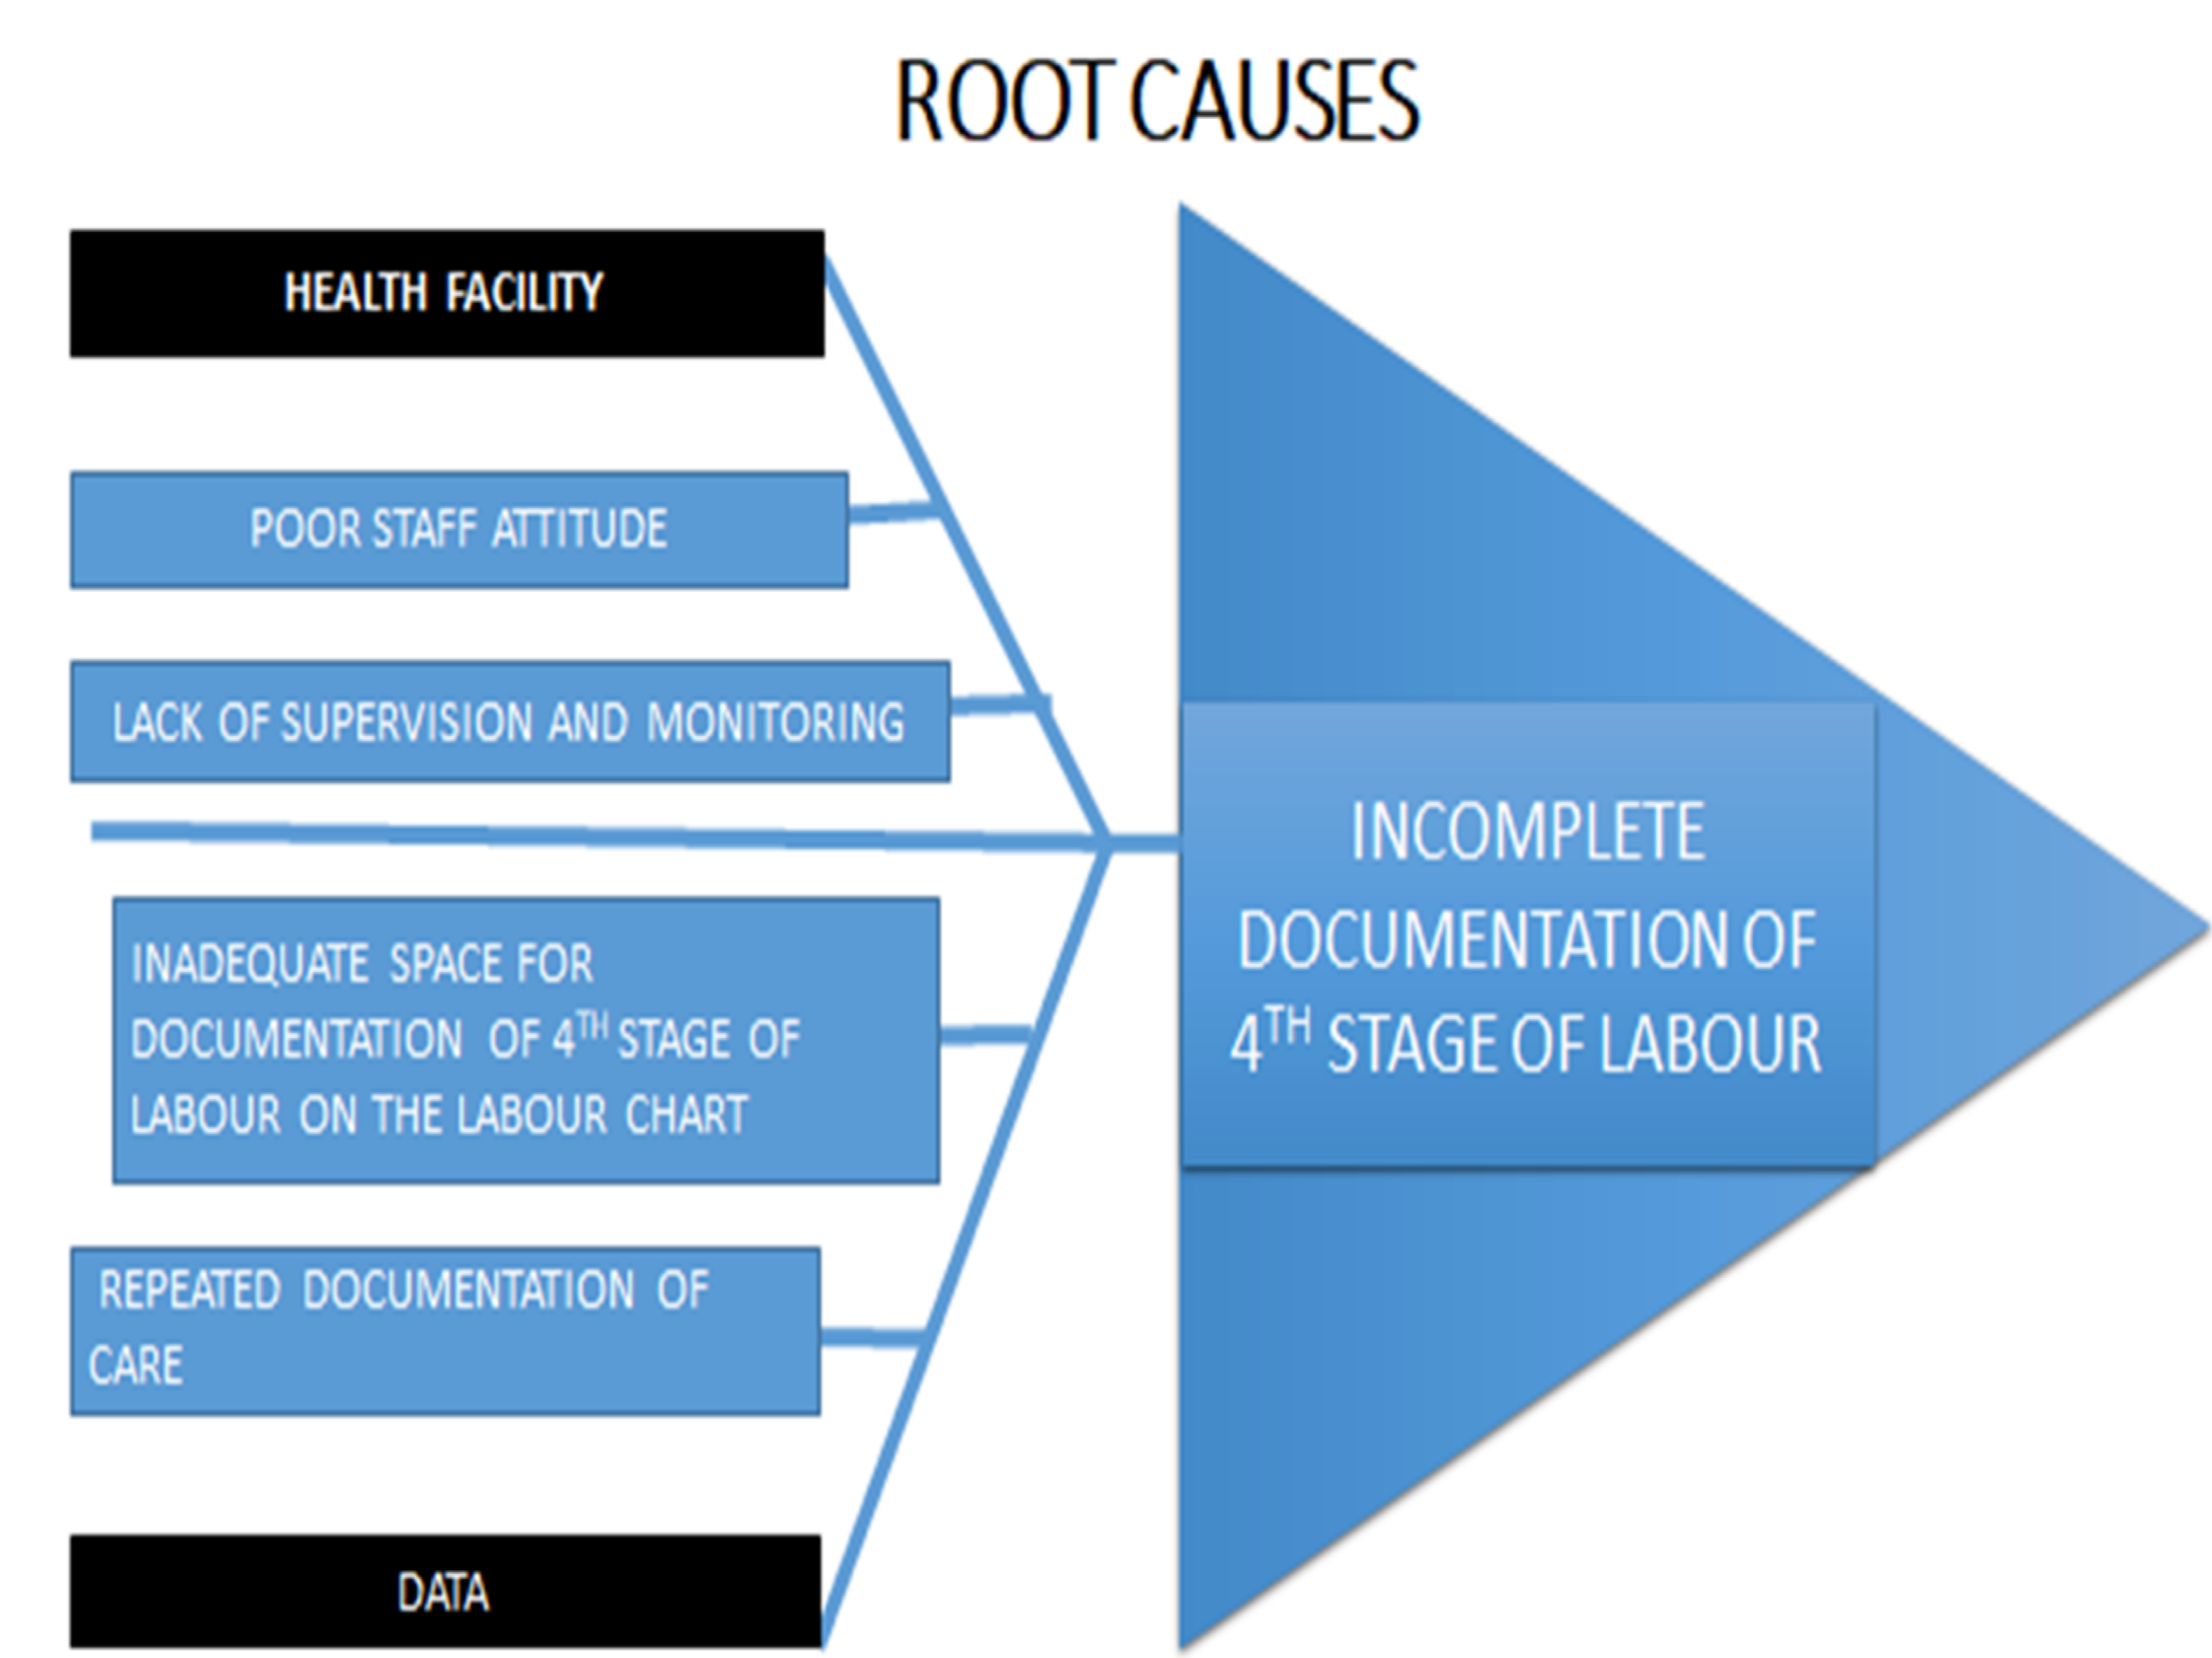 ROOT CAUSES
HEALTH FACILITY
POOR STAFF ATTITUDE
LACK OF SUPERVISION AND MONITORING
INADEQUATE SPACE FOR
DOCUMENTATION OF 4TH STAGE OF
LABOUR ON THE LABOUR CHART
REPEATED DOCUMENTATION OF
CARE
DATA
INCOMPLETE
DOCUMENTATION OF
4TH STAGE OF LABOUR